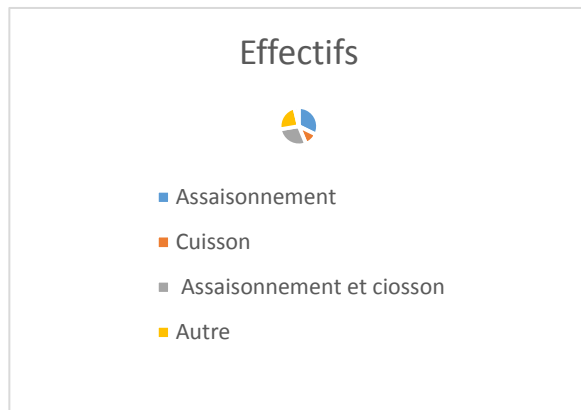 Effectifs
Assaisonnement
Cuisson
Assaisonnement et ciosson
Autre